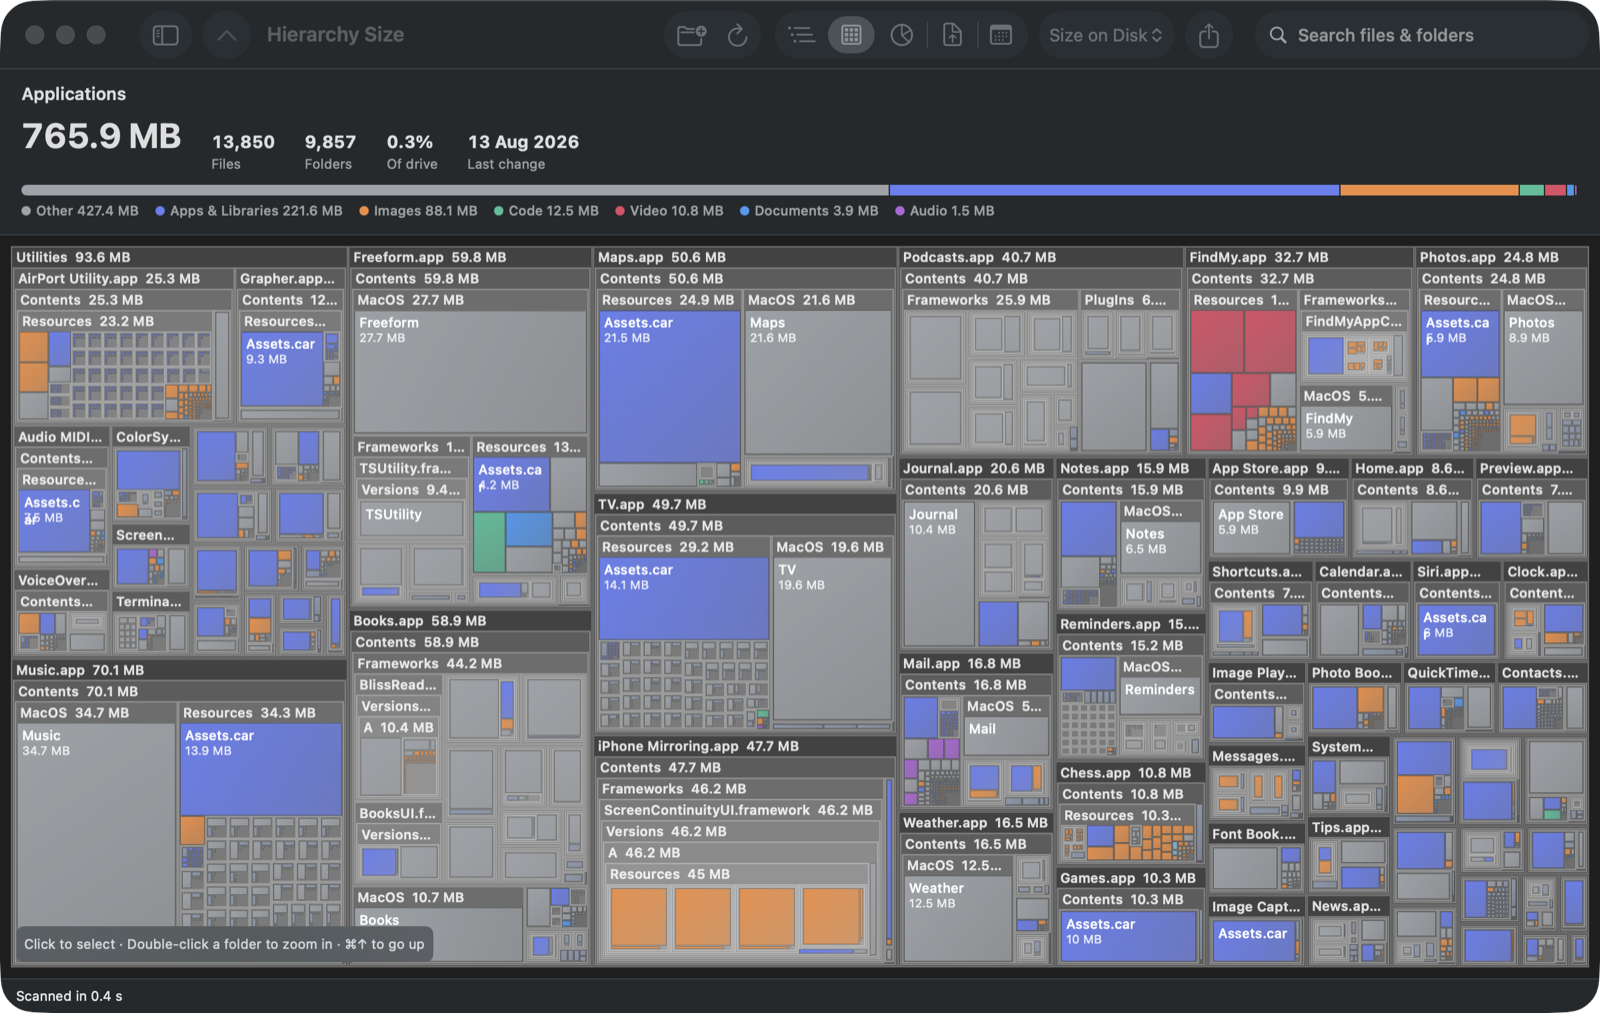 Hierarchy Size
Size on Disk
Search files & folders
Applications
765.9 MB
13,850
Files
9,857
Folders
0.3%
Of drive
13 Aug 2026
Last change
Other 427.4 MB
Apps & Libraries 221.6 MB
Images 88.1 MB
Code 12.5 MB
Video 10.8 MB
Documents 3.9 MB
Audio 1.5 MB
Utilities 93.6 MB
AirPort Utility.app 25.3 MB
Contents 25.3 MB
Resources 23.2 MB
Grapher.app...
Contents 12...
Resources...
Assets.car
9.3 MB
Audio MIDI...
Contents...
Resource...
Assets.c
ColorSy...
Screen...
VoiceOver...
Contents...
Termina...
Music.app 70.1 MB
Contents 70.1 MB
MacOS 34.7 MB
Music
34.7 MB
Resources 34.3 MB
Assets.car
13.9 MB
Freeform.app 59.8 MB
Contents 59.8 MB
MacOS 27.7 MB
Freeform
27.7 MB
Frameworks 1...
TSUtility.fra...
Versions 9.4...
TSUtility
Resources 13...
Assets.ca
4.2 MB
Books.app 58.9 MB
Contents 58.9 MB
Frameworks 44.2 MB
BlissRead...
Versions...
A 10.4 MB
BooksUI.f...
Versions...
MacOS 10.7 MB
Books
Maps.app 50.6 MB
Contents 50.6 MB
Resources 24.9 MB
Assets.car
21.5 MB
MacOS 21.6 MB
Maps
21.6 MB
TV.app 49.7 MB
Contents 49.7 MB
Resources 29.2 MB
Assets.car
14.1 MB
MacOS 19.6 MB
TV
19.6 MB
iPhone Mirroring.app 47.7 MB
Contents 47.7 MB
Frameworks 46.2 MB
ScreenContinuityUI.framework 46.2 MB
Versions 46.2 MB
A 46.2 MB
Resources 45 MB
Podcasts.app 40.7 MB
Contents 40.7 MB
Frameworks 25.9 MB
PlugIns 6....
FindMy.app 32.7 MB
Contents 32.7 MB
Resources 1...
Frameworks...
FindMyAppC...
MacOS 5....
FindMy
5.9 MB
Photos.app 24.8 MB
Contents 24.8 MB
Resourc...
Assets.ca
5.9 MB
MacOS...
Photos
8.9 MB
Journal.app 20.6 MB
Contents 20.6 MB
Journal
10.4 MB
Notes.app 15.9 MB
Contents 15.9 MB
MacOS...
Notes
6.5 MB
App Store.app 9....
Contents 9.9 MB
App Store
5.9 MB
Home.app 8.6...
Contents 8.6...
Preview.app...
Contents 7....
Shortcuts.a...
Contents 7....
Calendar.a...
Contents...
Siri.app...
Contents...
Assets.ca
6 MB
Clock.ap...
Content...
Reminders.app 15....
Contents 15.2 MB
MacOS...
Reminders
Mail.app 16.8 MB
Contents 16.8 MB
MacOS 5...
Mail
Image Play...
Contents...
Photo Boo...
QuickTime...
Contacts....
Messages....
System...
Chess.app 10.8 MB
Contents 10.8 MB
Resources 10.3...
Weather.app 16.5 MB
Contents 16.5 MB
MacOS 12.5...
Weather
12.5 MB
Font Book....
Tips.app...
Games.app 10.3 MB
Contents 10.3 MB
Assets.car
10 MB
Image Capt...
Assets.car
News.ap...
Click to select · Double-click a folder to zoom in · ⌘↑ to go up
Scanned in 0.4 s